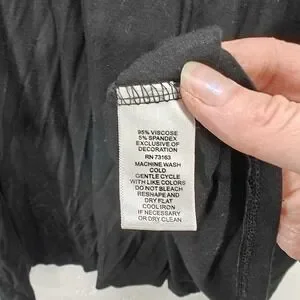 95% VISCOSE
5% SPANDEX
EXCLUSIVE OF
DECORATION
RN 73163
MACHINE WASH
COLD
GENTLE CYCLE
WITH LIKE COLORS
DO NOT BLEACH
RESHAPE AND
DRY FLAT
COOL IRON
IF NECESSARY
OR DRY CLEAN